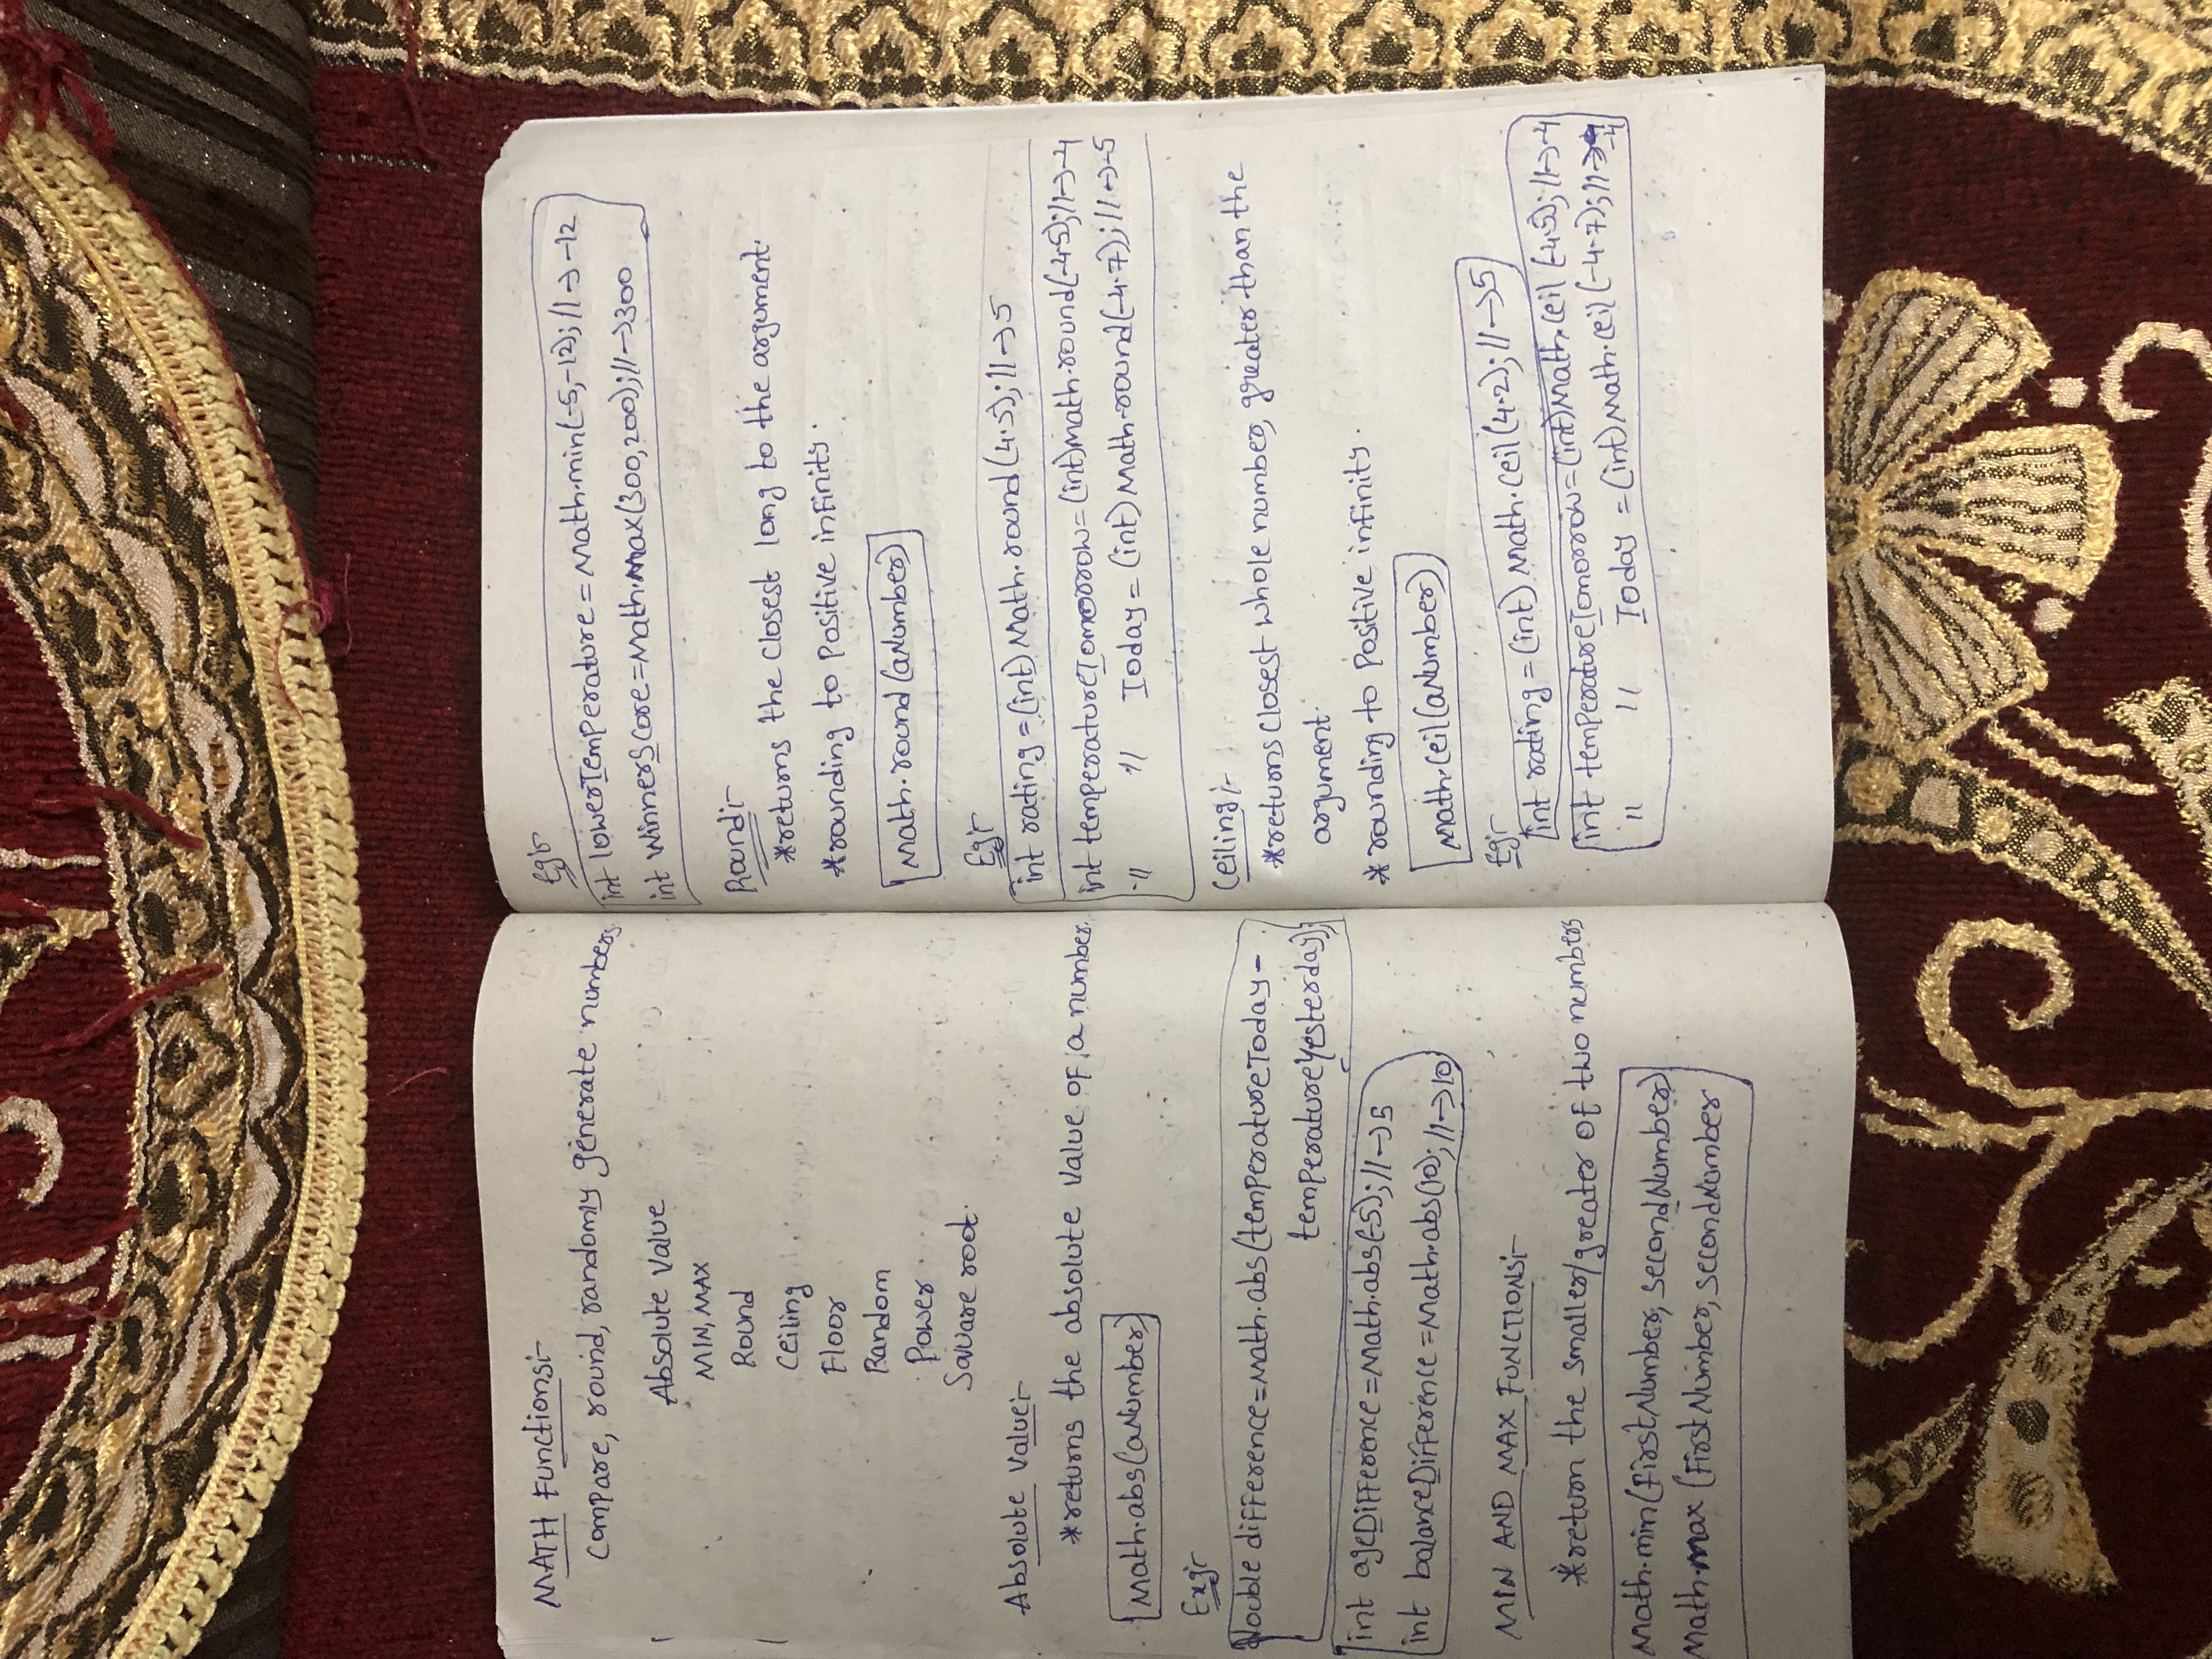 MATH Functions:-
compare, round, randomly generate numbers
Absolute Value
MIN, MAX
Round
Ceiling
Floor
Random
Power
Square root.
Absolute Value:-
*returns the absolute value of a number.
Math.abs(aNumber)
Exg:-
double difference=Math.abs(temperatureToday-
temperatureYesterday);
int ageDifference=Math.abs(-5);//->5
int balanceDifference=Math.abs(10);//->10
MIN AND MAX FUNCTIONS:-
*return the smaller/greater of two numbers
Math.min(firstNumber, secondNumber)
Math.max (firstNumber, secondNumber
Eg:-
int lowerTemperature = Math.min(-5,-12);//-> -12
int winnerScore=Math.Max(300,200);//->300
Round:-
*returns the closest long to the argument.
*rounding to positive infinity.
Math.round(aNumber)
Eg:-
int rating=(int) Math.round(4.5);//->5
int temperatureTomorrow=(int)Math.round(-4.5);//->-4
" " Today = (int) Math.round(-4.7);//->-5
Ceiling:-
*returns closest whole number, greater than the
argument.
* rounding to positive infinity.
Math.ceil(aNumber)
Eg:-
int rating = (int) Math.ceil(4.2);//->5
int temperatureTomorrow=(int)Math.ceil(-4.5);//->-4
" " Today = (int)Math.ceil(-4.7);//->-4